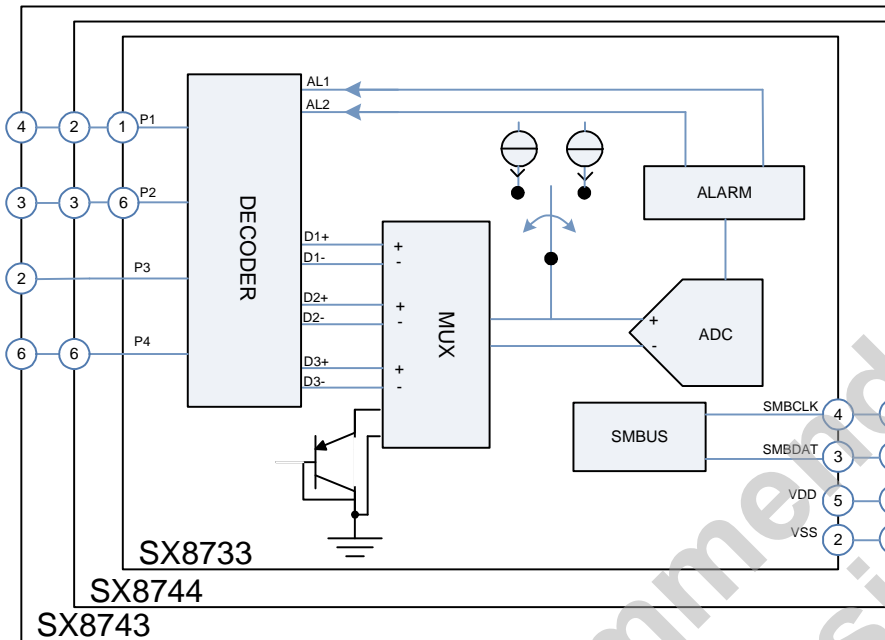 AL1
AL2
4 2 1 P1
3 3 6 P2
2 P3
6 6 P4
DECODER
ALARM
D1+
D1-
D2+
D2-
D3+
D3-
+
-
+
-
+
-
MUX
+
-
ADC
SMBUS
SMBCLK 4
SMBDAT 3
VDD 5
VSS 2
SX8733
SX8744
SX8743